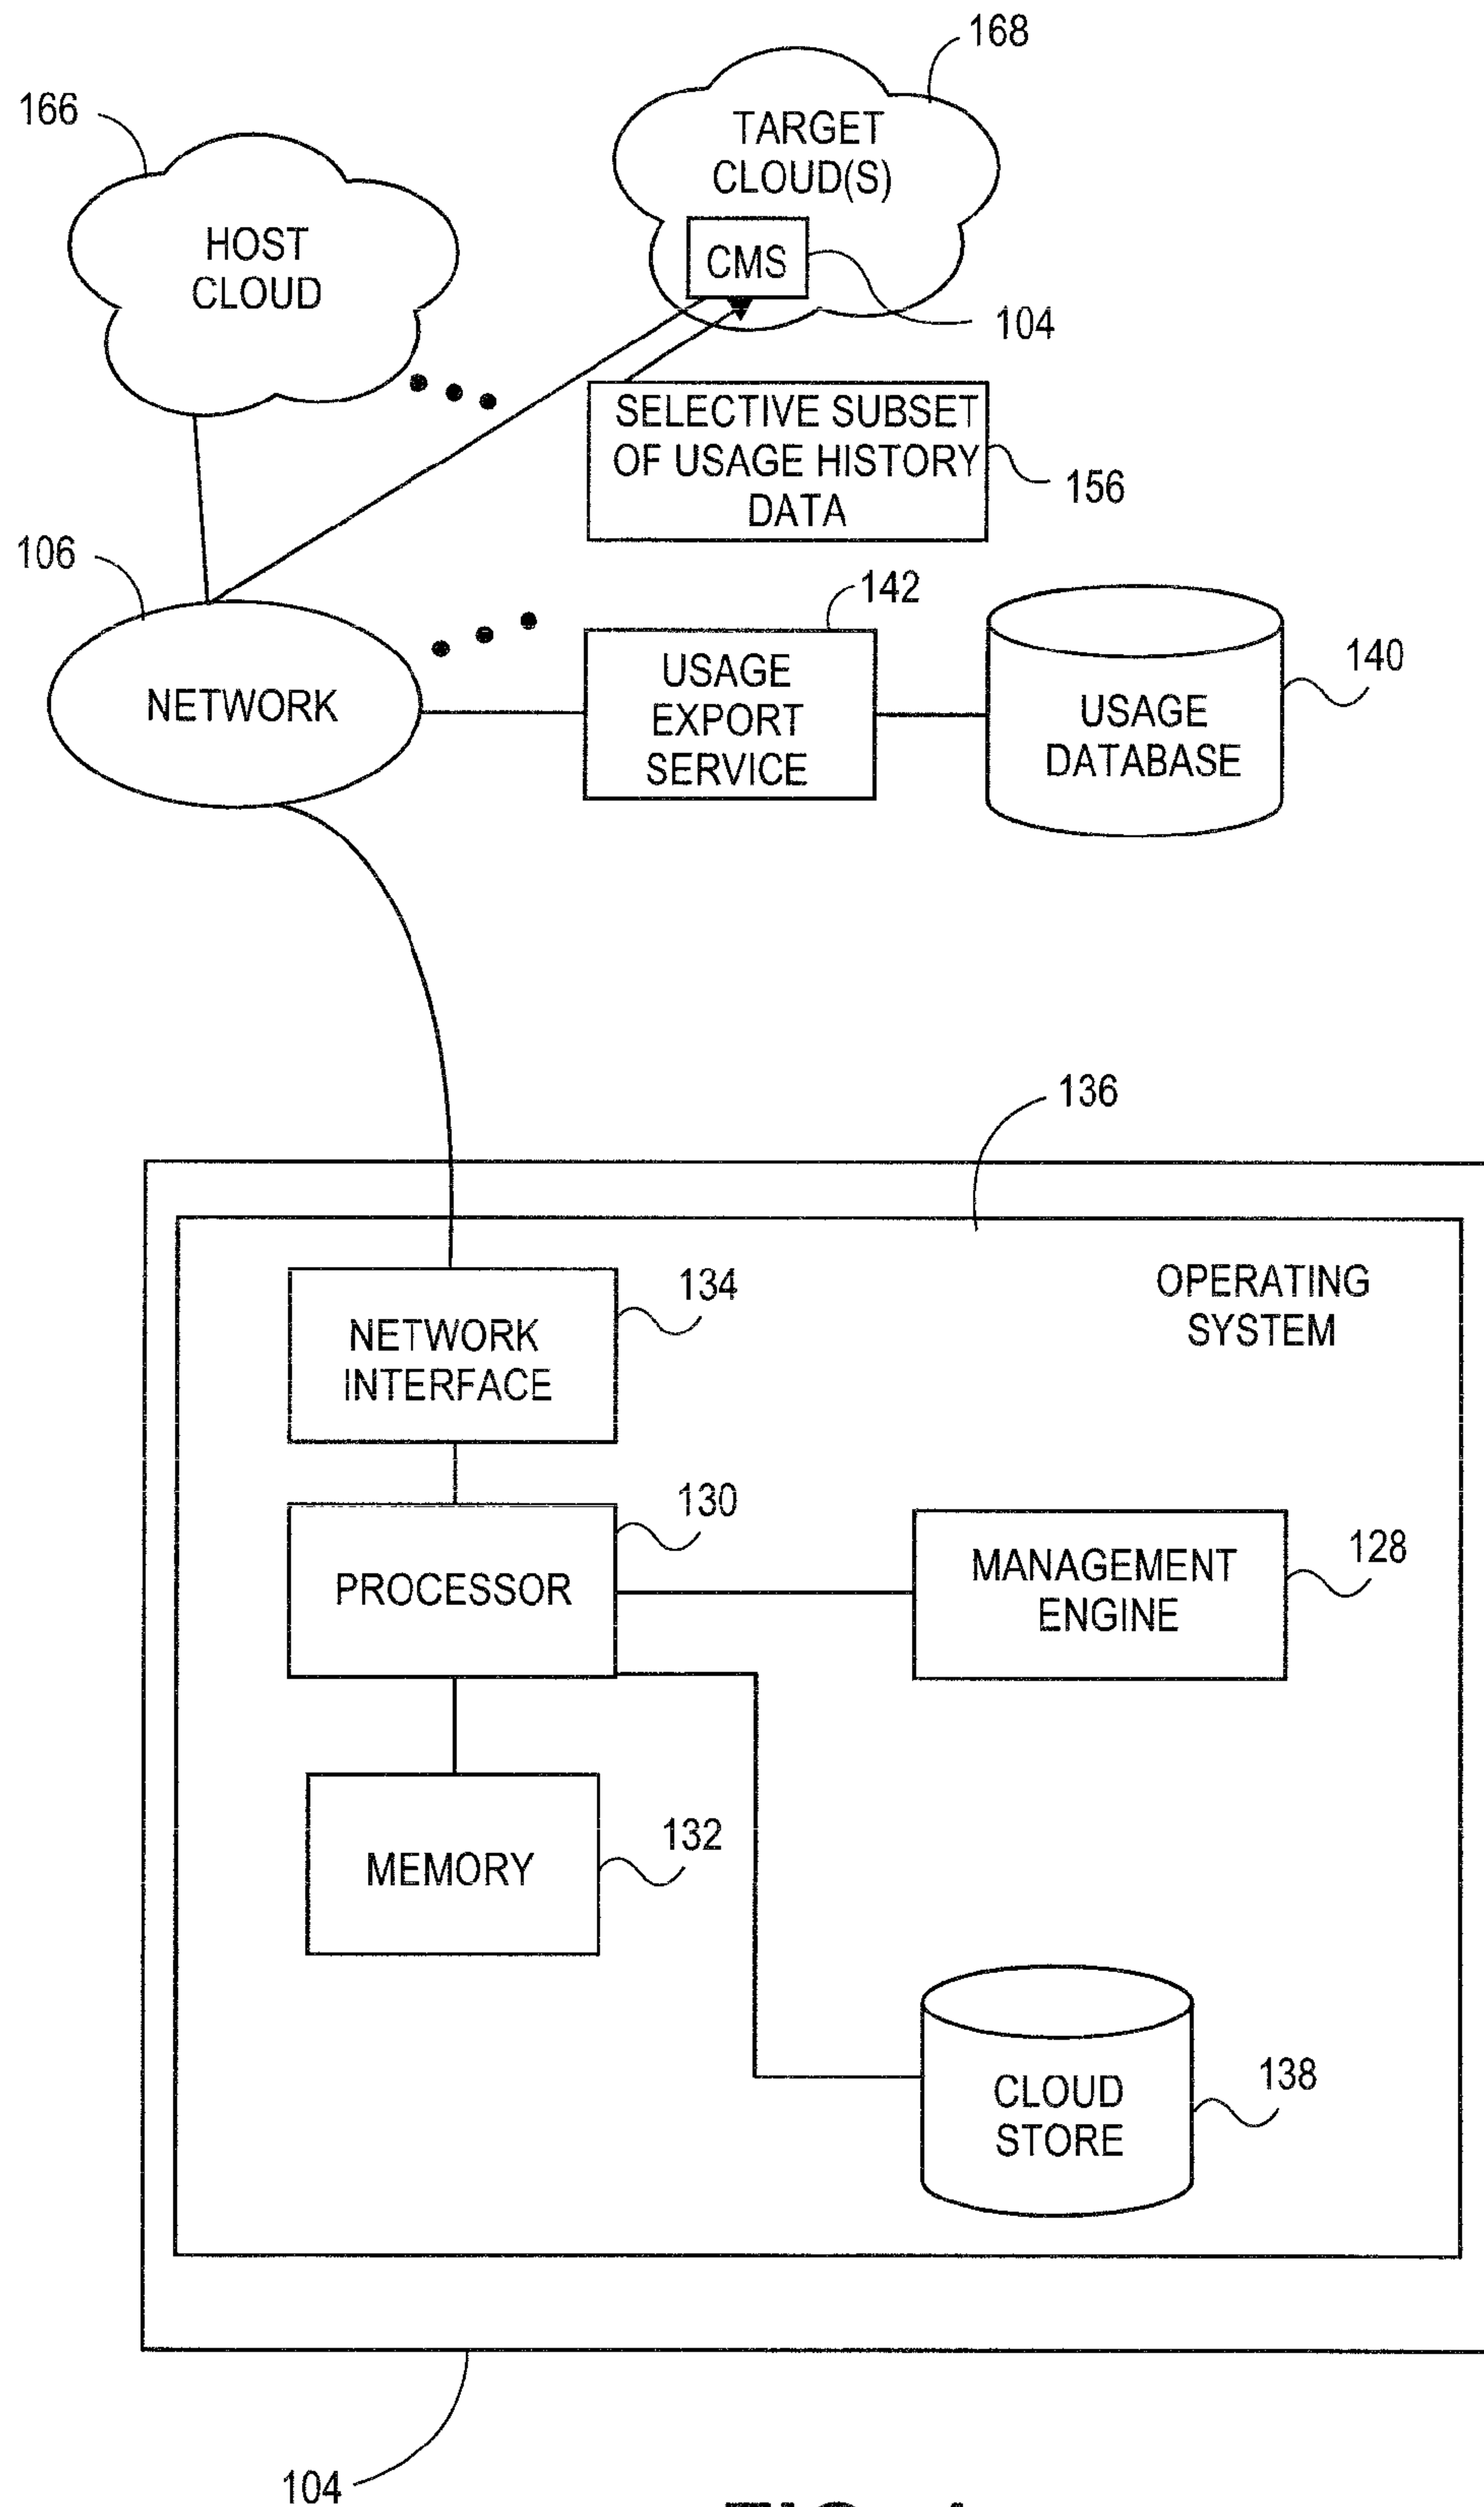 168
166
TARGET
CLOUD(S)
HOST
CLOUD
CMS
104
SELECTIVE SUBSET
OF USAGE HISTORY
DATA
156
106
142
NETWORK
USAGE
EXPORT
SERVICE
140
USAGE
DATABASE
136
OPERATING
SYSTEM
134
NETWORK
INTERFACE
130
PROCESSOR
128
MANAGEMENT
ENGINE
132
MEMORY
138
CLOUD
STORE
104